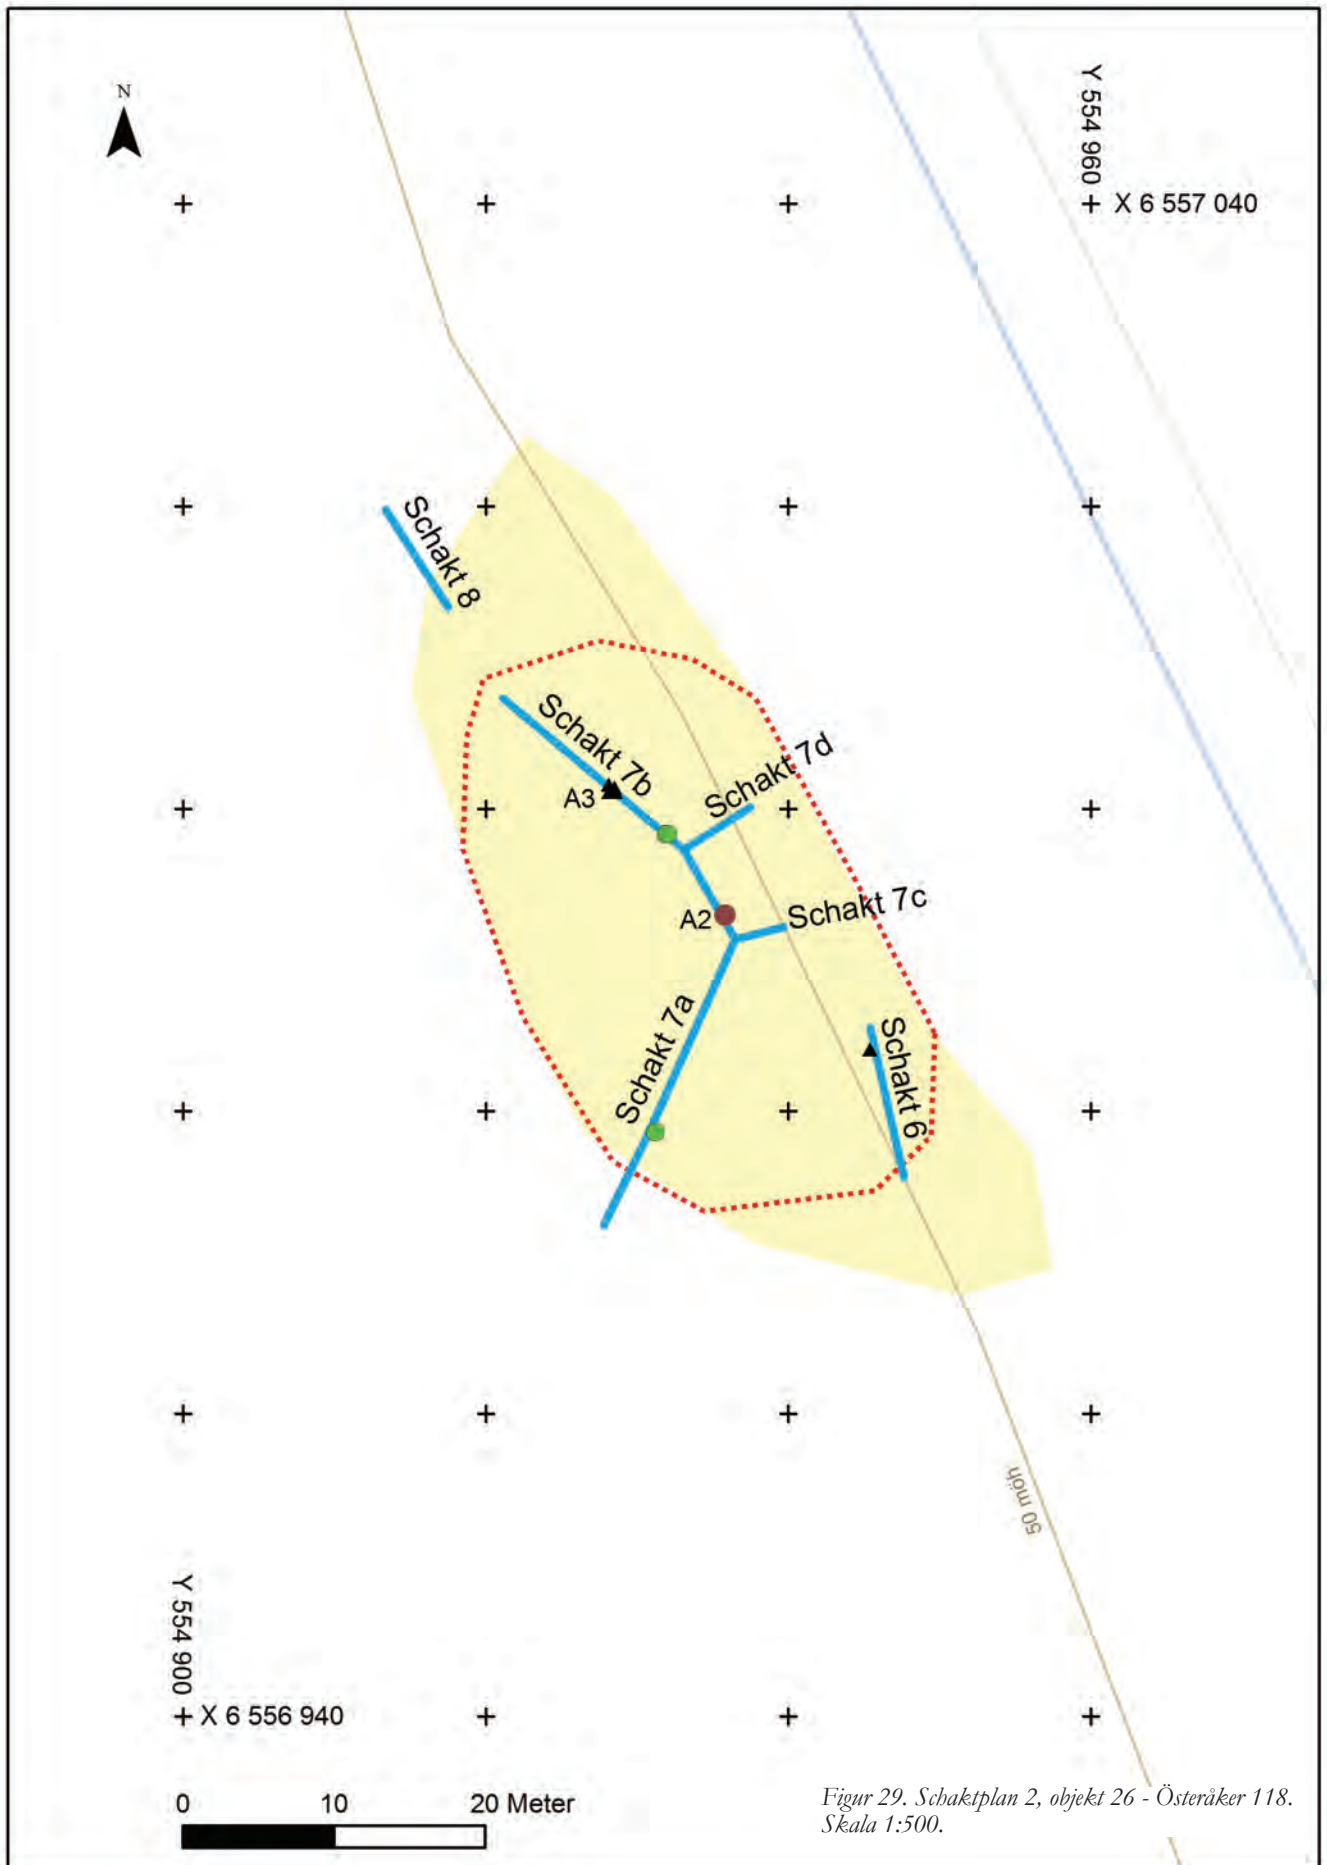 N
Y 554 960
X 6 557 040
Schakt 8
Schakt 7b
Schakt 7d
A3
A2
Schakt 7c
Schakt 7a
Schakt 6
50 möh
Y 554 900
X 6 556 940
0 10 20 Meter
Figur 29. Schaktplan 2, objekt 26 - Österåker 118.
Skala 1:500.